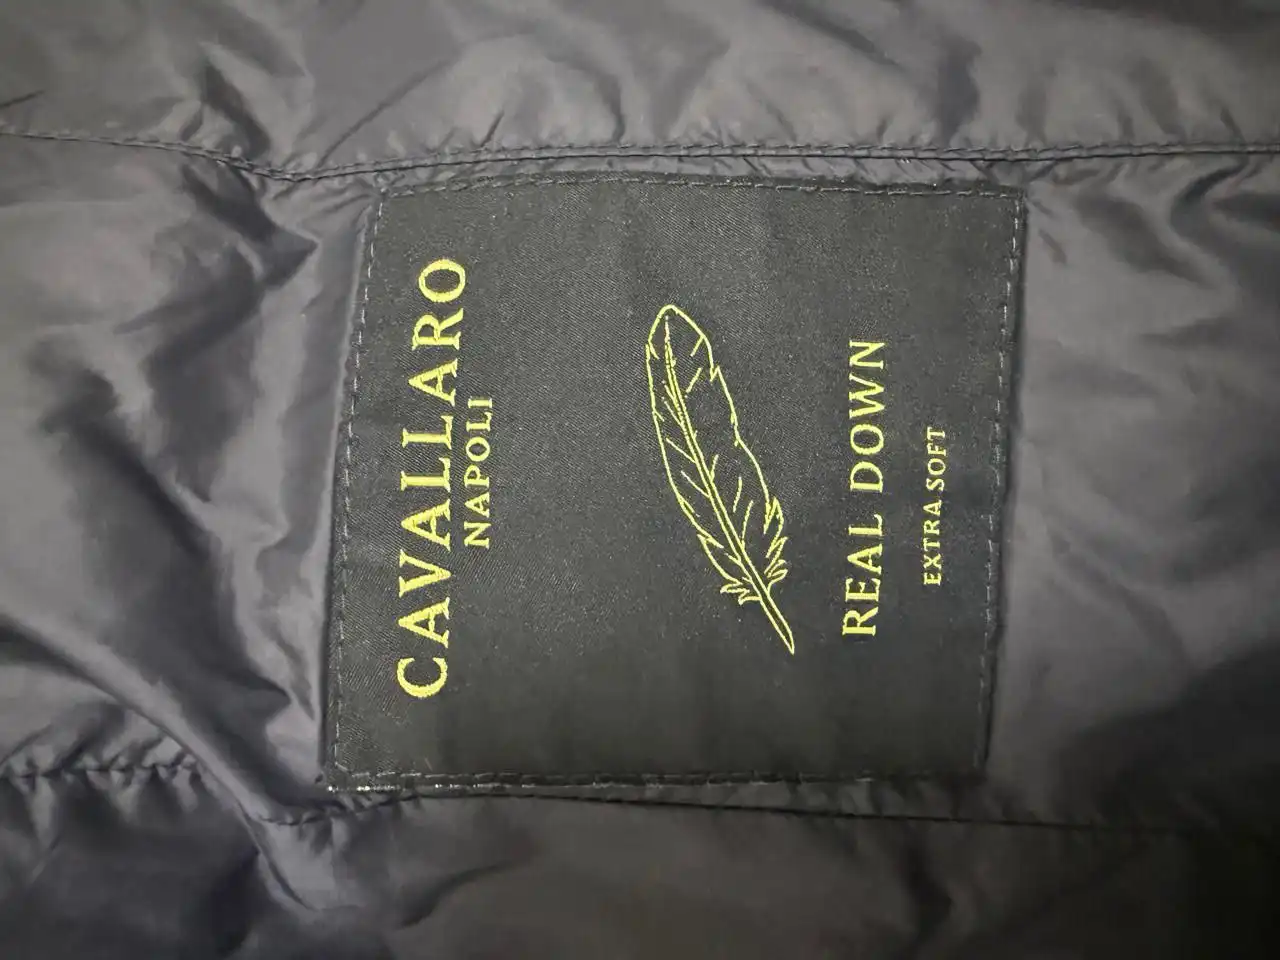 CAVALLARO
NAPOLI
REAL DOWN
EXTRA SOFT